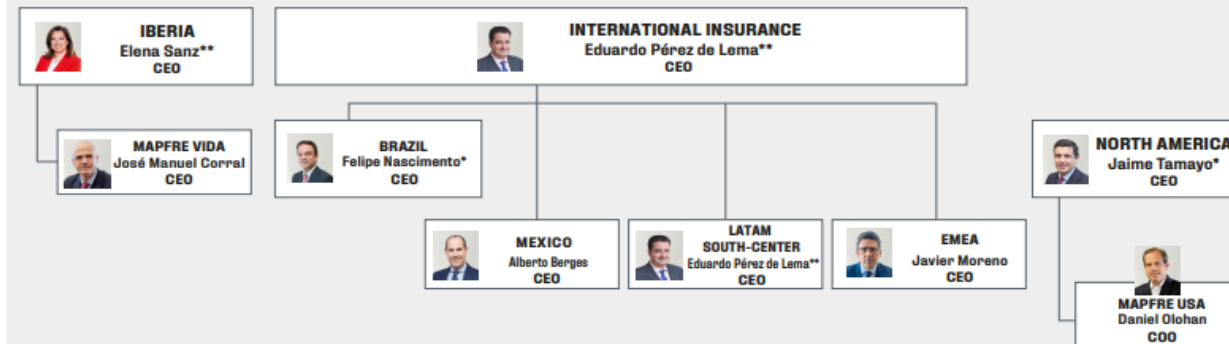 IBERIA
Elena Sanz**
CEO
INTERNATIONAL INSURANCE
Eduardo Pérez de Lema**
CEO
MAPFRE VIDA
José Manuel Corral
CEO
BRAZIL
Felipe Nascimento*
CEO
NORTH AMERICA
Jaime Tamayo*
CEO
MEXICO
Alberto Berges
CEO
LATAM
SOUTH-CENTER
Eduardo Pérez de Lema**
CEO
EMEA
Javier Moreno
CEO
MAPFRE USA
Daniel Olohan
COO